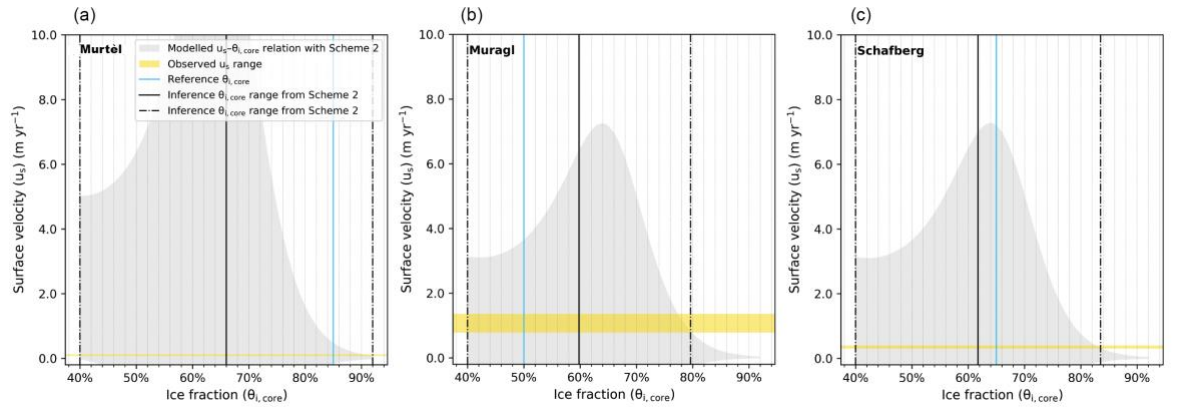 (a)
Murtèl
Modelled uₛ–θᵢ,core relation with Scheme 2
Observed uₛ range
Reference θᵢ,core
Inference θᵢ,core range from Scheme 2
Inference θᵢ,core range from Scheme 2
10.0
8.0
6.0
4.0
2.0
0.0
Surface velocity (uₛ) (m yr⁻¹)
40% 50% 60% 70% 80% 90%
Ice fraction (θᵢ,core)
(b)
Muragl
10.0
8.0
6.0
4.0
2.0
0.0
Surface velocity (uₛ) (m yr⁻¹)
40% 50% 60% 70% 80% 90%
Ice fraction (θᵢ,core)
(c)
Schafberg
10.0
8.0
6.0
4.0
2.0
0.0
Surface velocity (uₛ) (m yr⁻¹)
40% 50% 60% 70% 80% 90%
Ice fraction (θᵢ,core)